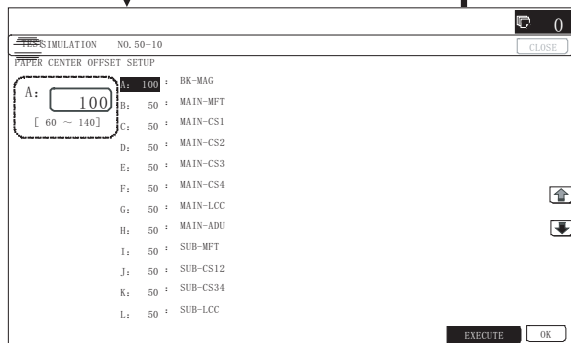 0
TEST SIMULATION NO.50-10
CLOSE
PAPER CENTER OFFSET SETUP
A: 100
[ 60 ~ 140]
A: 100 : BK-MAG
B: 50 : MAIN-MFT
C: 50 : MAIN-CS1
D: 50 : MAIN-CS2
E: 50 : MAIN-CS3
F: 50 : MAIN-CS4
G: 50 : MAIN-LCC
H: 50 : MAIN-ADU
I: 50 : SUB-MFT
J: 50 : SUB-CS12
K: 50 : SUB-CS34
L: 50 : SUB-LCC
EXECUTE OK